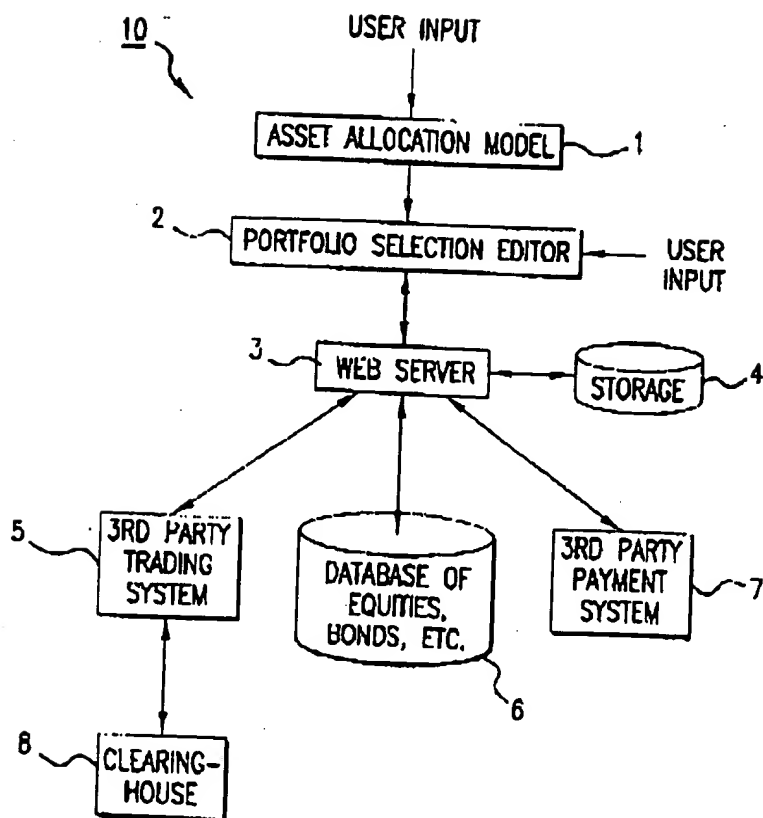 10
USER INPUT
ASSET ALLOCATION MODEL
1
2
PORTFOLIO SELECTION EDITOR
USER
INPUT
3
WEB SERVER
STORAGE
4
5
3RD PARTY
TRADING
SYSTEM
DATABASE OF
EQUITIES,
BONDS, ETC.
6
3RD PARTY
PAYMENT
SYSTEM
7
8
CLEARING-
HOUSE